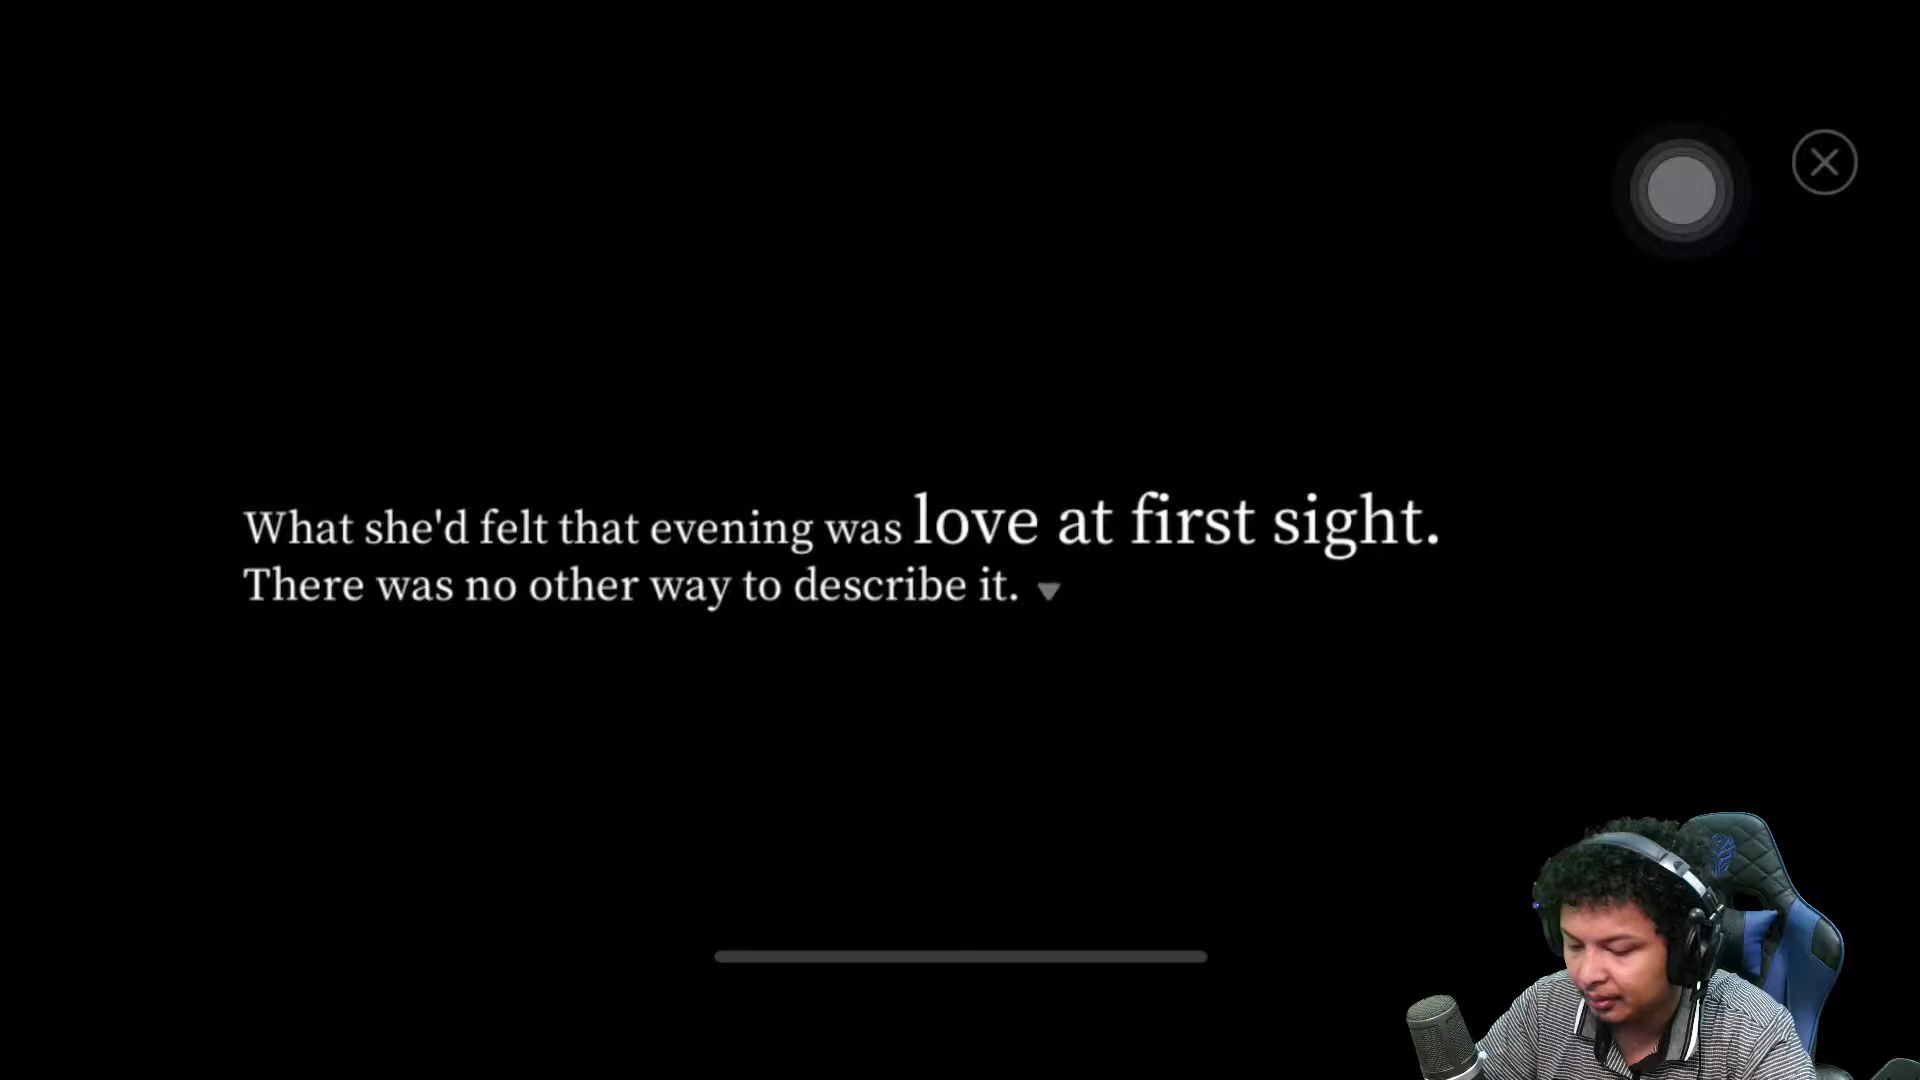 What she'd felt that evening was love at first sight.
There was no other way to describe it.